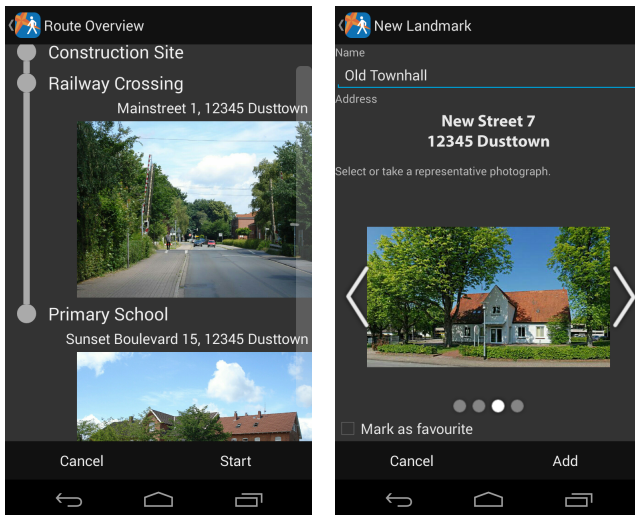 Route Overview
Construction Site
Railway Crossing
Mainstreet 1, 12345 Dusttown
Primary School
Sunset Boulevard 15, 12345 Dusttown
Cancel
Start
New Landmark
Name
Old Townhall
Address
New Street 7
12345 Dusttown
Select or take a representative photograph.
Mark as favourite
Cancel
Add